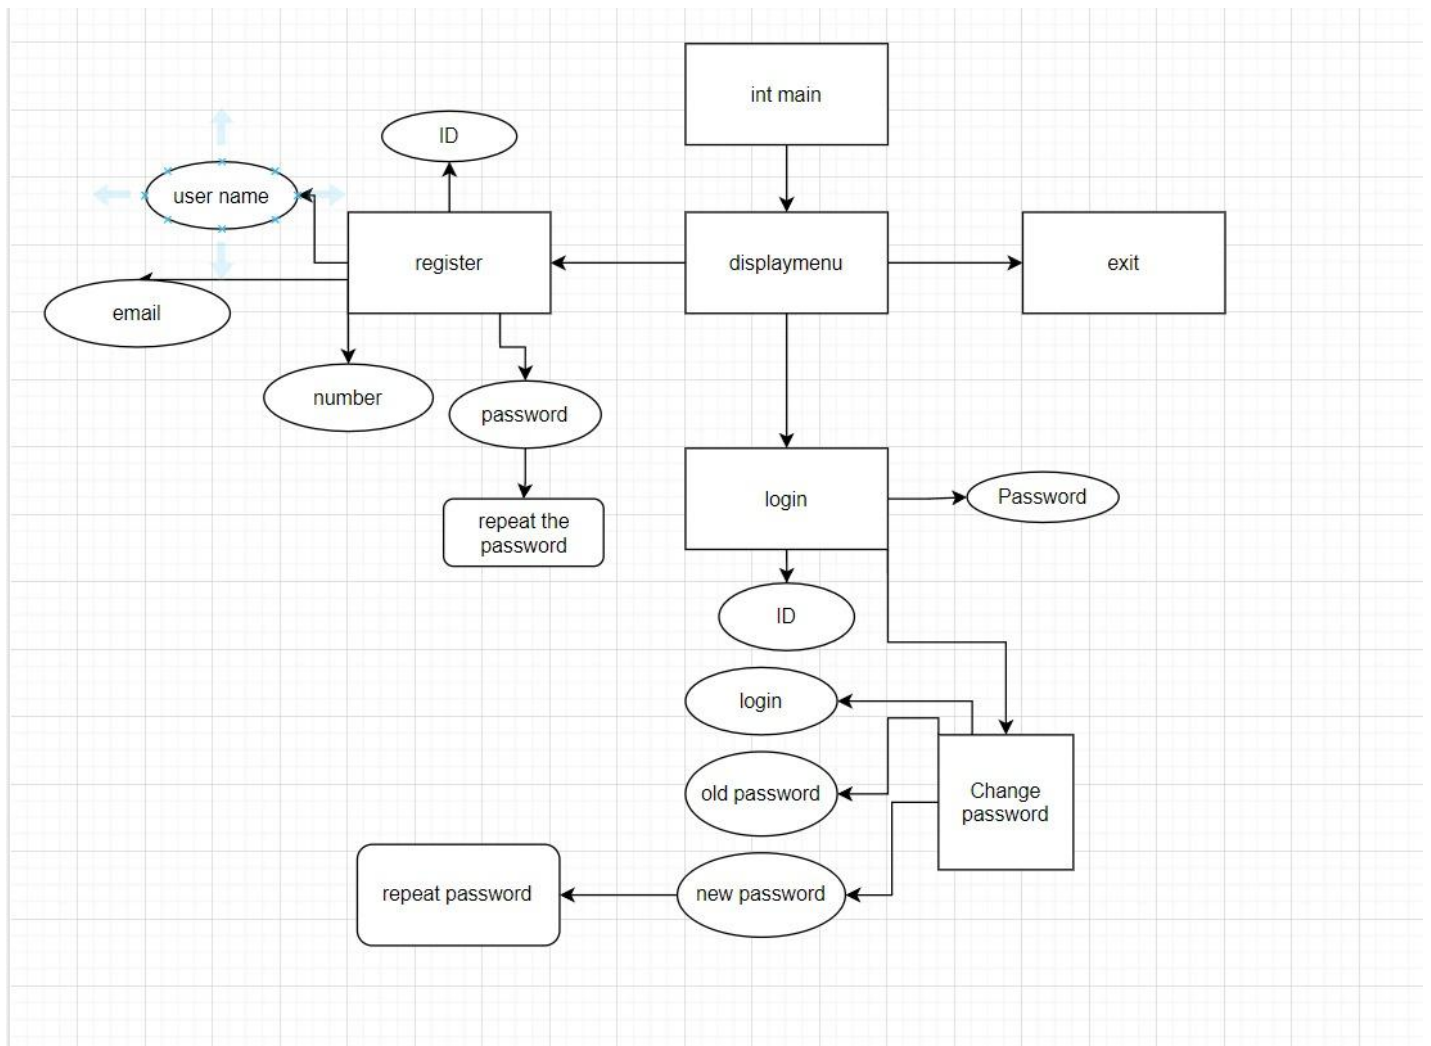 int main
ID
user name
register
displaymenu
exit
email
number
password
repeat the
password
login
Password
ID
login
old password
Change
password
new password
repeat password